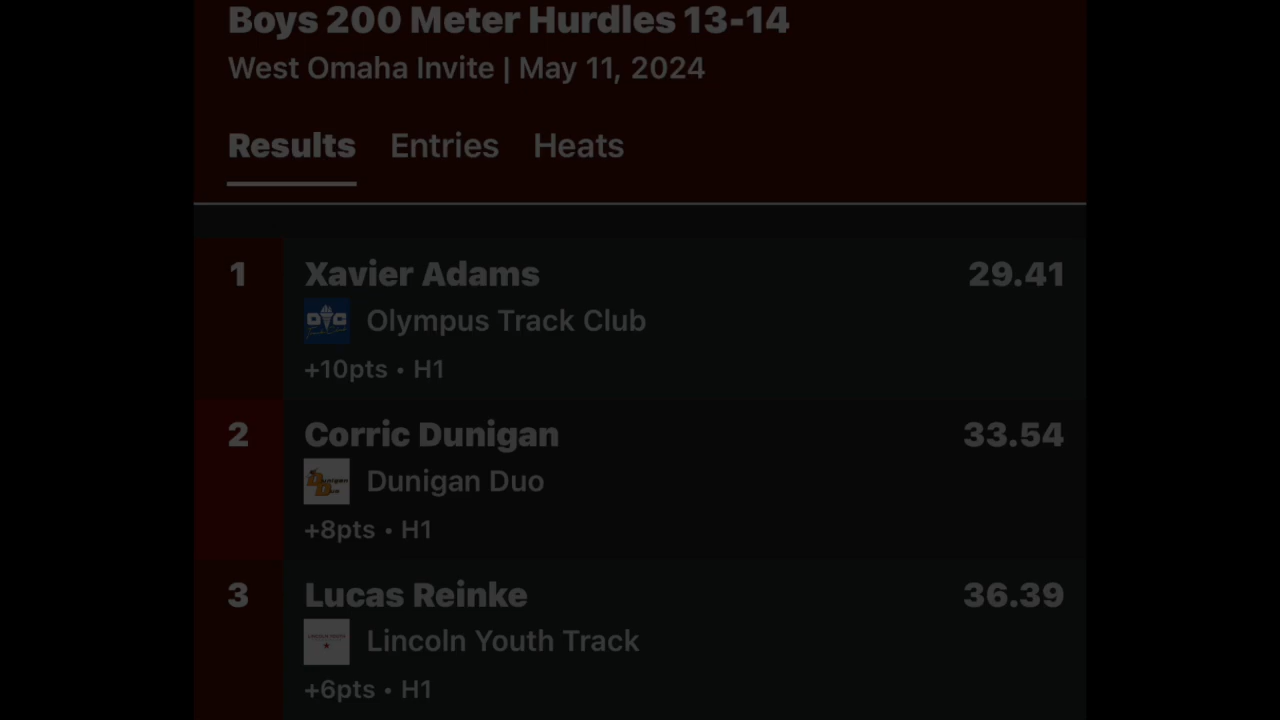 Boys 200 Meter Hurdles 13-14
West Omaha Invite | May 11, 2024
Results Entries Heats
1 Xavier Adams 29.41
Olympus Track Club
+10pts • H1
2 Corric Dunigan 33.54
Dunigan Duo
+8pts • H1
3 Lucas Reinke 36.39
Lincoln Youth Track
+6pts • H1